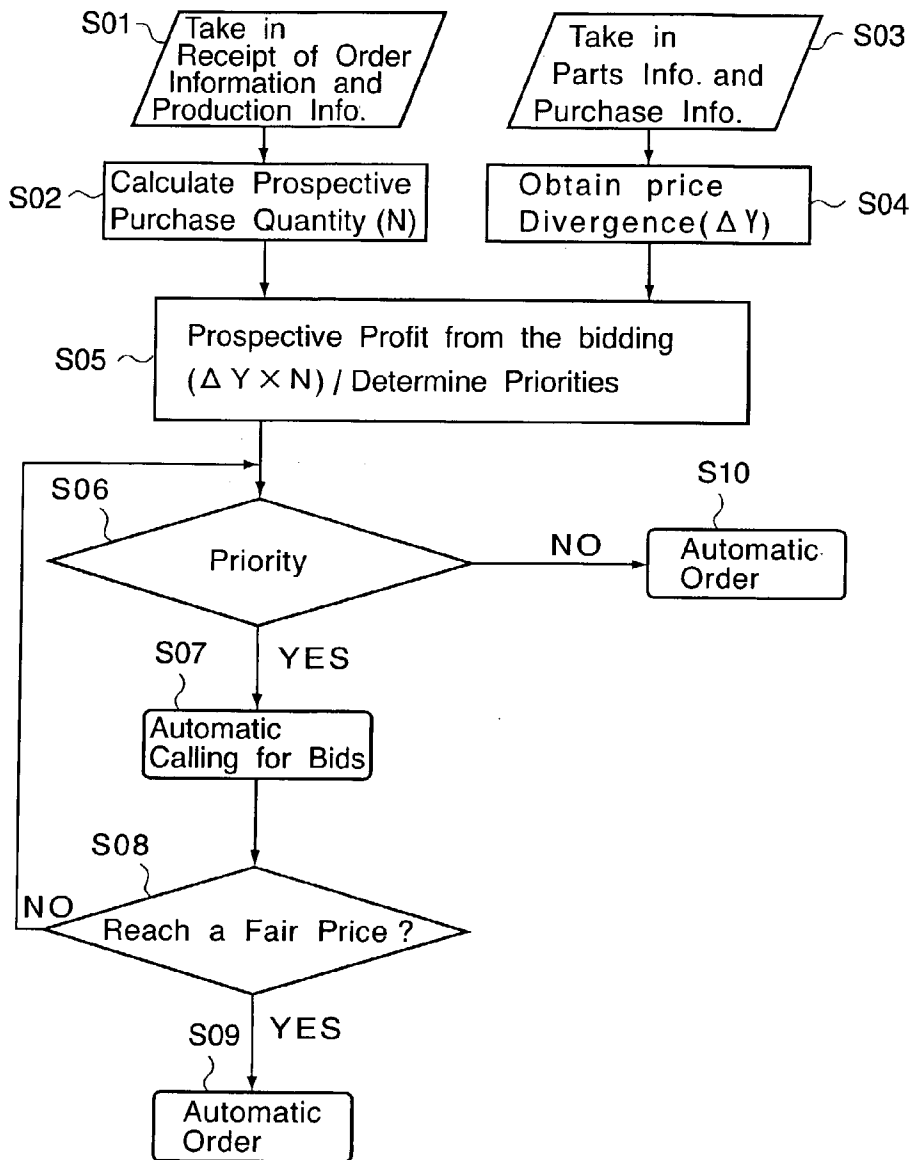 S01
Take in
Receipt of Order
Information and
Production Info.
S03
Take in
Parts Info. and
Purchase Info.
S02
Calculate Prospective
Purchase Quantity (N)
S04
Obtain price
Divergence (Δ Y)
S05
Prospective Profit from the bidding
(Δ Y × N) / Determine Priorities
S06
Priority
NO
S10
Automatic
Order
YES
S07
Automatic
Calling for Bids
S08
NO
Reach a Fair Price ?
YES
S09
Automatic
Order